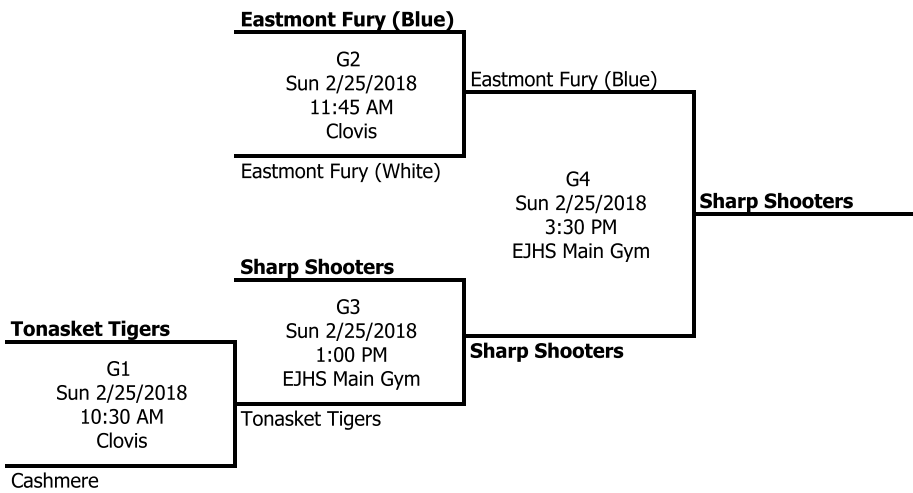 Eastmont Fury (Blue)
G2
Sun 2/25/2018
11:45 AM
Clovis
Eastmont Fury (White)
Eastmont Fury (Blue)
G4
Sun 2/25/2018
3:30 PM
EJHS Main Gym
Sharp Shooters
Sharp Shooters
G3
Sun 2/25/2018
1:00 PM
EJHS Main Gym
Sharp Shooters
Tonasket Tigers
G1
Sun 2/25/2018
10:30 AM
Clovis
Tonasket Tigers
Cashmere